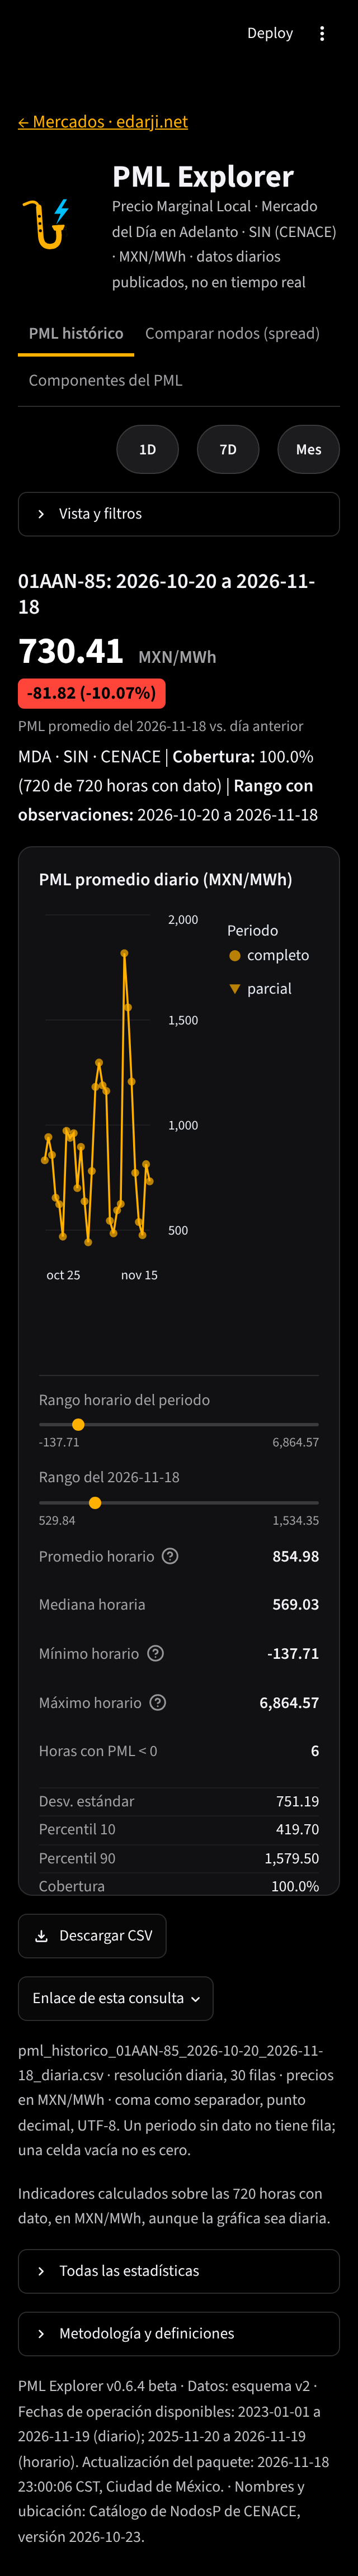 Deploy
← Mercados · edarji.net
PML Explorer
Precio Marginal Local · Mercado
del Día en Adelanto · SIN (CENACE)
· MXN/MWh · datos diarios
publicados, no en tiempo real
PML histórico
Comparar nodos (spread)
Componentes del PML
1D
7D
Mes
Vista y filtros
01AAN-85: 2026-10-20 a 2026-11-
18
730.41 MXN/MWh
-81.82 (-10.07%)
PML promedio del 2026-11-18 vs. día anterior
MDA · SIN · CENACE | Cobertura: 100.0%
(720 de 720 horas con dato) | Rango con
observaciones: 2026-10-20 a 2026-11-18
PML promedio diario (MXN/MWh)
2,000
1,500
1,000
500
oct 25
nov 15
Periodo
completo
parcial
Rango horario del periodo
-137.71 6,864.57
Rango del 2026-11-18
529.84 1,534.35
Promedio horario 854.98
Mediana horaria 569.03
Mínimo horario -137.71
Máximo horario 6,864.57
Horas con PML < 0 6
Desv. estándar 751.19
Percentil 10 419.70
Percentil 90 1,579.50
Cobertura 100.0%
Descargar CSV
Enlace de esta consulta
pml_historico_01AAN-85_2026-10-20_2026-11-
18_diaria.csv · resolución diaria, 30 filas · precios
en MXN/MWh · coma como separador, punto
decimal, UTF-8. Un periodo sin dato no tiene fila;
una celda vacía no es cero.
Indicadores calculados sobre las 720 horas con
dato, en MXN/MWh, aunque la gráfica sea diaria.
Todas las estadísticas
Metodología y definiciones
PML Explorer v0.6.4 beta · Datos: esquema v2 ·
Fechas de operación disponibles: 2023-01-01 a
2026-11-19 (diario); 2025-11-20 a 2026-11-19
(horario). Actualización del paquete: 2026-11-18
23:00:06 CST, Ciudad de México. · Nombres y
ubicación: Catálogo de NodosP de CENACE,
versión 2026-10-23.